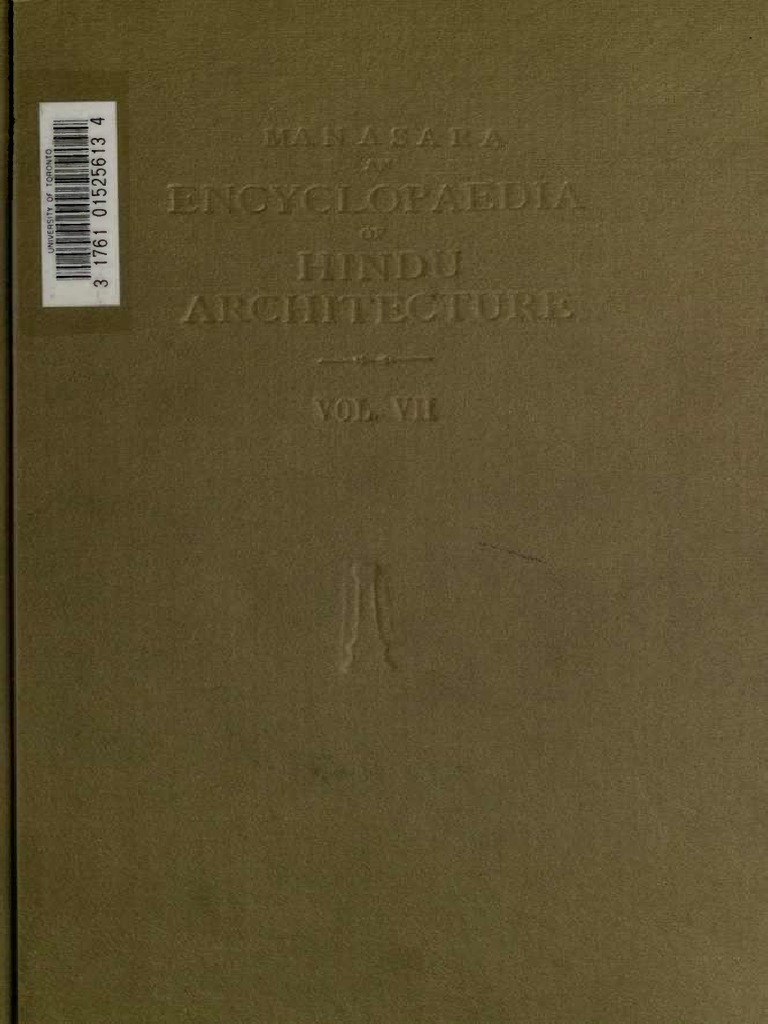 MANASARA
AN
ENCYCLOPAEDIA
OF
HINDU
ARCHITECTURE
VOL. VII
UNIVERSITY OF TORONTO
3 1761 01525613 4